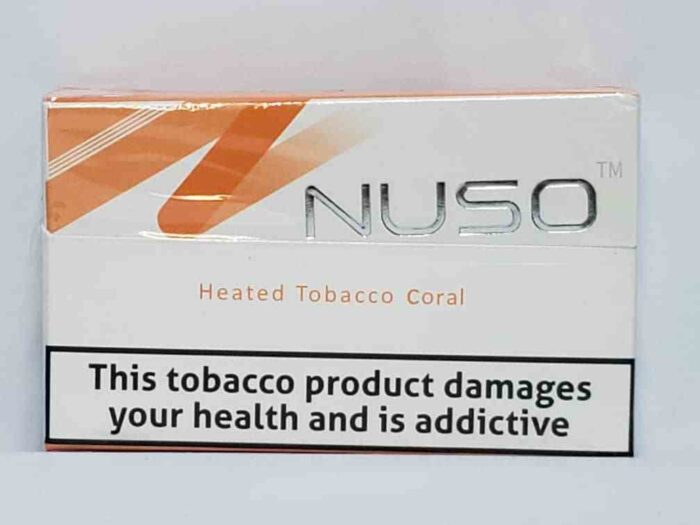 NUSO™
Heated Tobacco Coral
This tobacco product damages
your health and is addictive